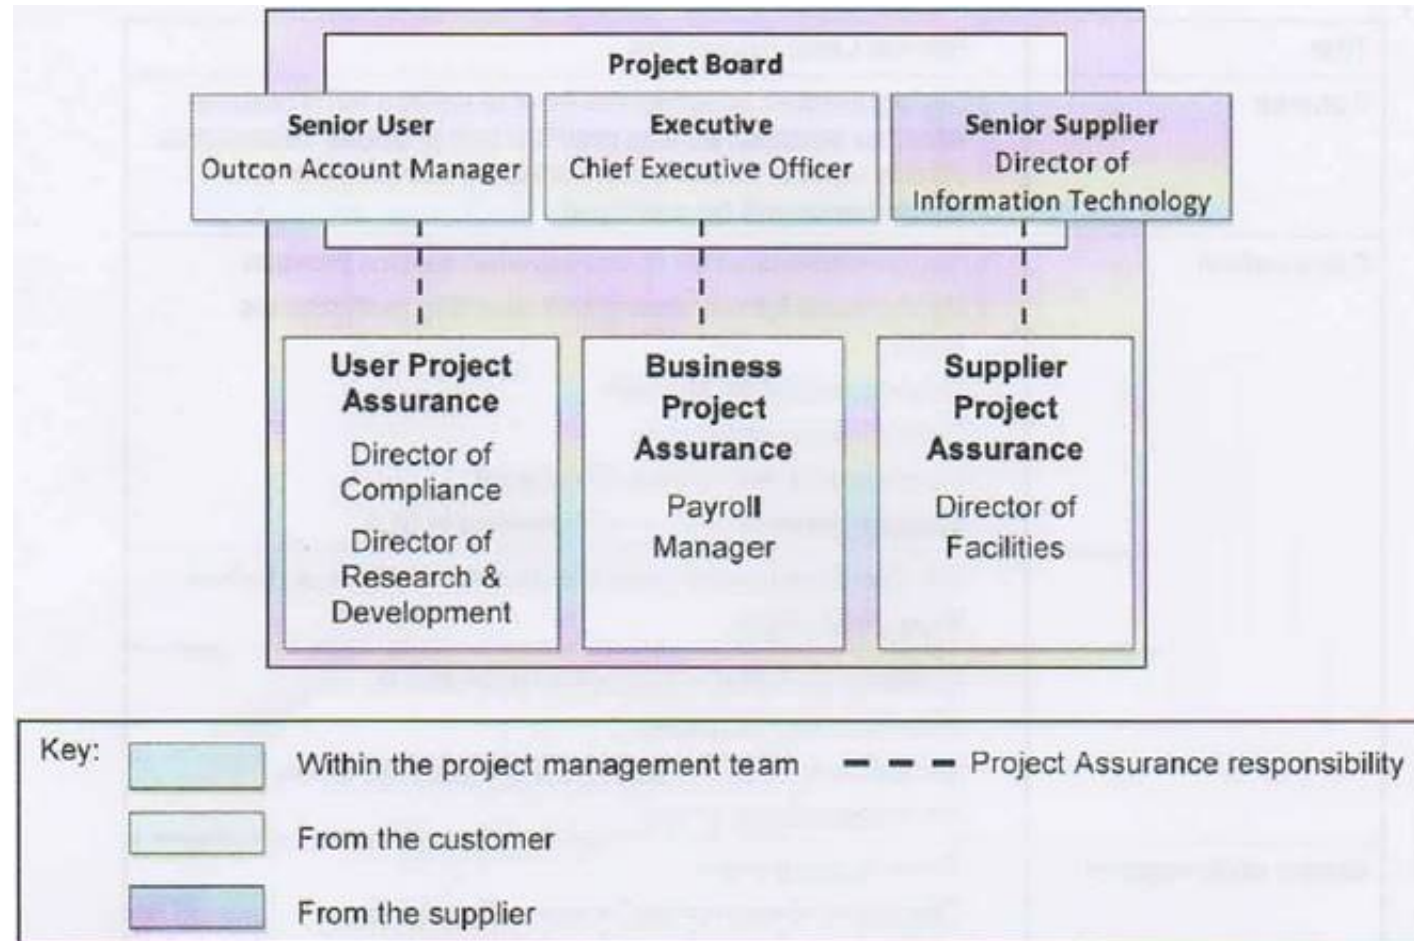 Project Board
Senior User
Outcon Account Manager
Executive
Chief Executive Officer
Senior Supplier
Director of
Information Technology
User Project
Assurance
Director of
Compliance
Director of
Research &
Development
Business
Project
Assurance
Payroll
Manager
Supplier
Project
Assurance
Director of
Facilities
Key:
Within the project management team
Project Assurance responsibility
From the customer
From the supplier